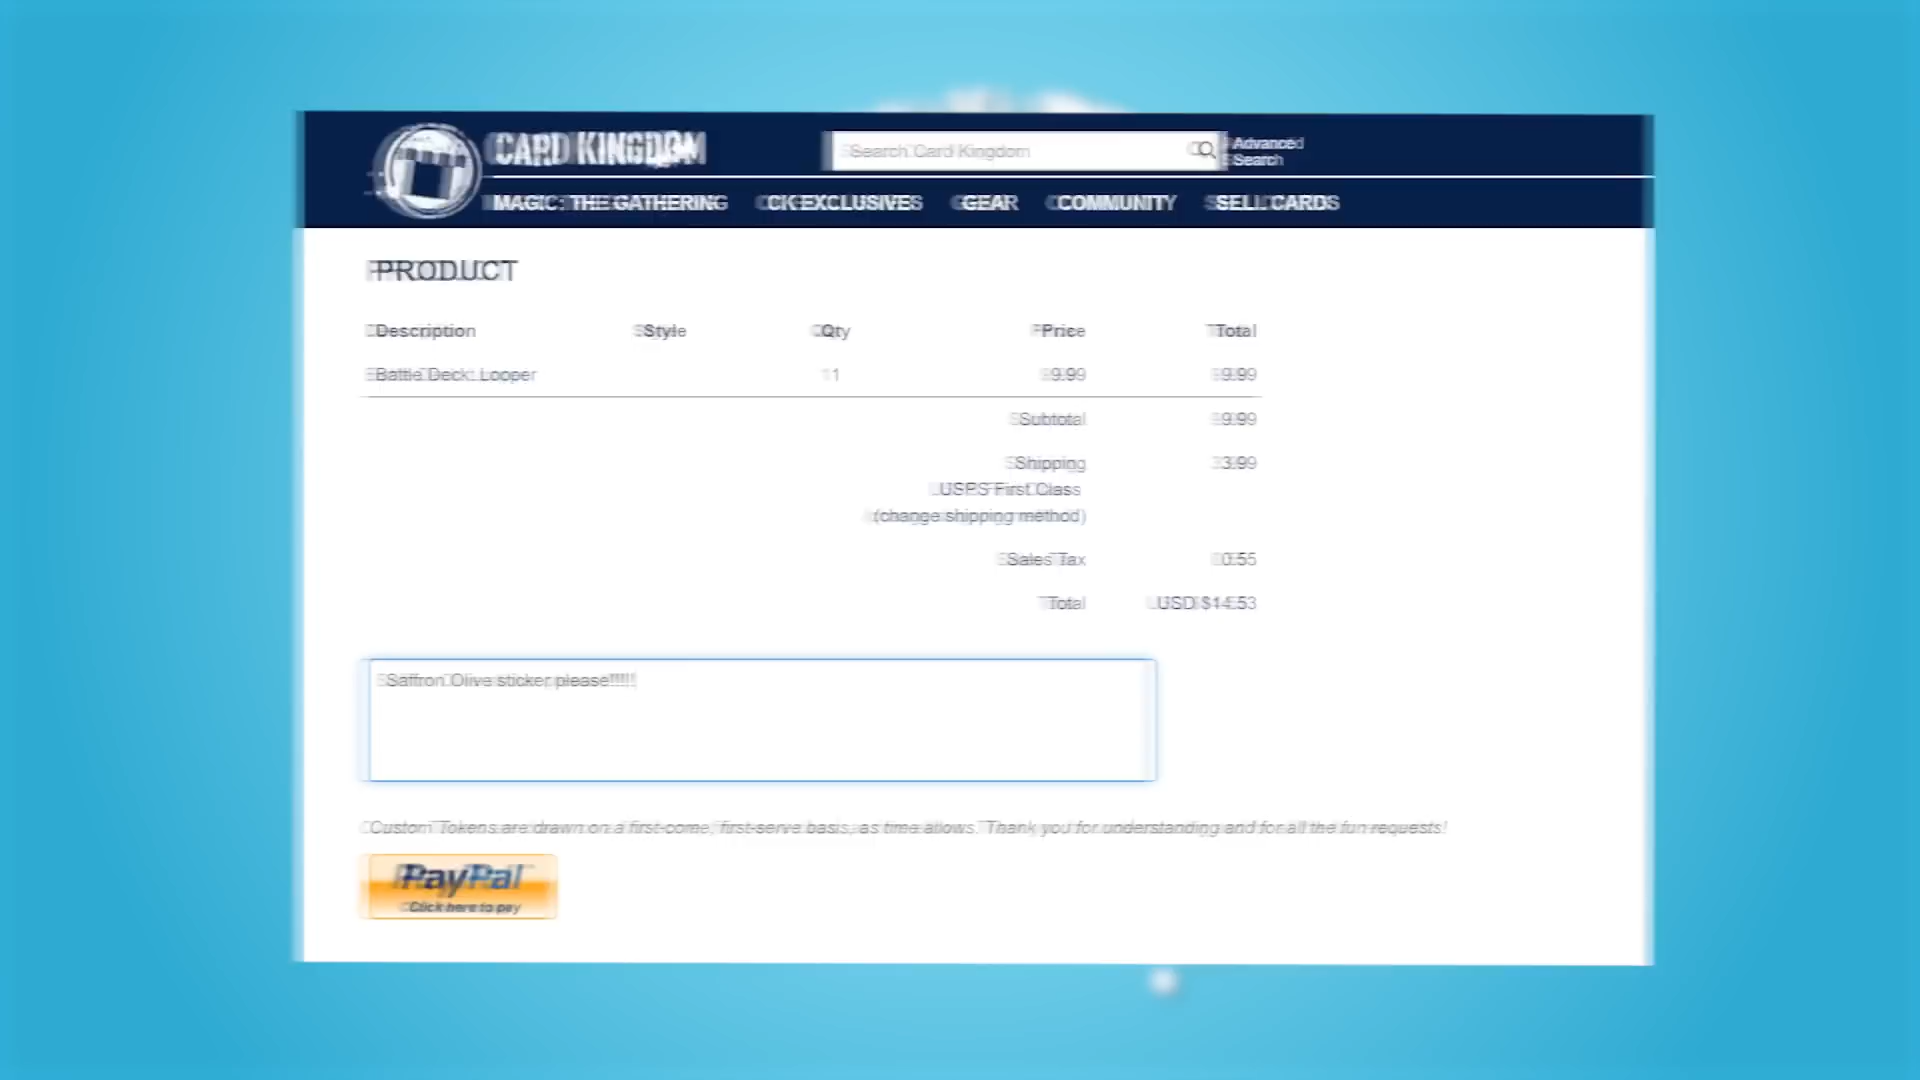 CARD KINGDOM
Search Card Kingdom
Advanced
Search
MAGIC: THE GATHERING CK EXCLUSIVES GEAR COMMUNITY SELL CARDS
PRODUCT
Description Style Qty Price Total
Battle Deck: Looper 1 9.99 9.99
Subtotal 9.99
Shipping 3.99
USPS First Class
(change shipping method)
Sales Tax 0.55
Total USD $14.53
Saffron Olive sticker please!!!!!
Custom Tokens are drawn on a first-come, first-serve basis, as time allows. Thank you for understanding and for all the fun requests!
PayPal
Click here to pay